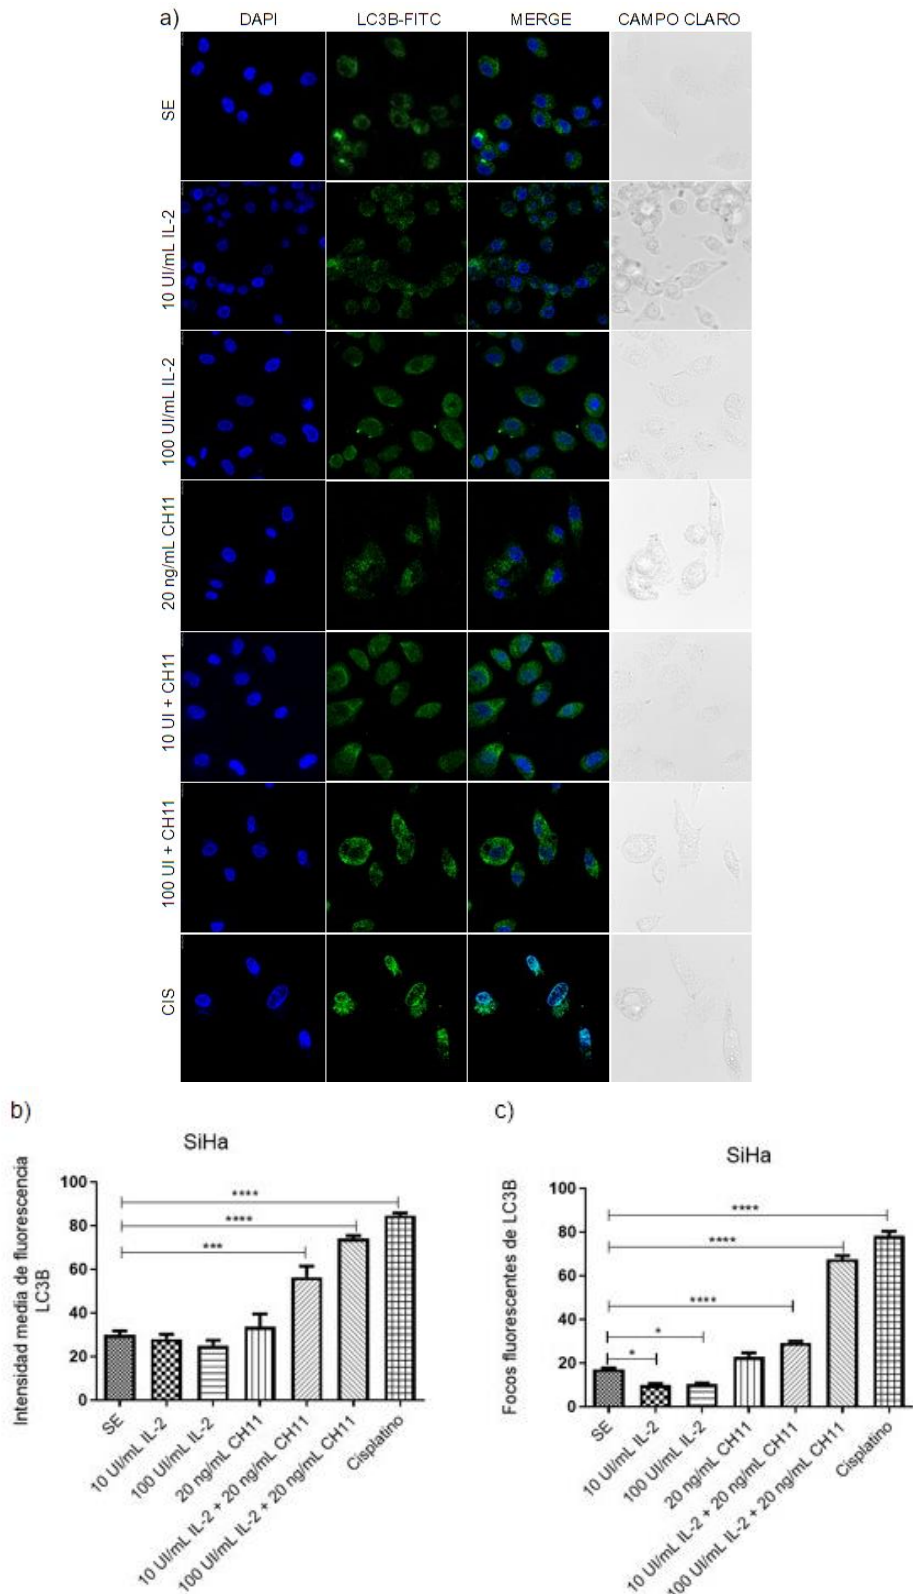 a)
DAPI LC3B-FITC MERGE CAMPO CLARO
SE
10 UI/mL IL-2
100 UI/mL IL-2
20 ng/mL CH11
10 UI + CH11
100 UI + CH11
CIS
b)
SiHa
Intensidad media de fluorescencia
LC3B
100
80
60
40
20
0
****
****
***
SE
10 UI/mL IL-2
100 UI/mL IL-2
20 ng/mL CH11
10 UI/mL IL-2 + 20 ng/mL CH11
100 UI/mL IL-2 + 20 ng/mL CH11
Cisplatino
c)
SiHa
Focos fluorescentes de LC3B
100
80
60
40
20
0
****
****
****
*
*
SE
10 UI/mL IL-2
100 UI/mL IL-2
20 ng/mL CH11
10 UI/mL IL-2 + 20 ng/mL CH11
100 UI/mL IL-2 + 20 ng/mL CH11
Cisplatino